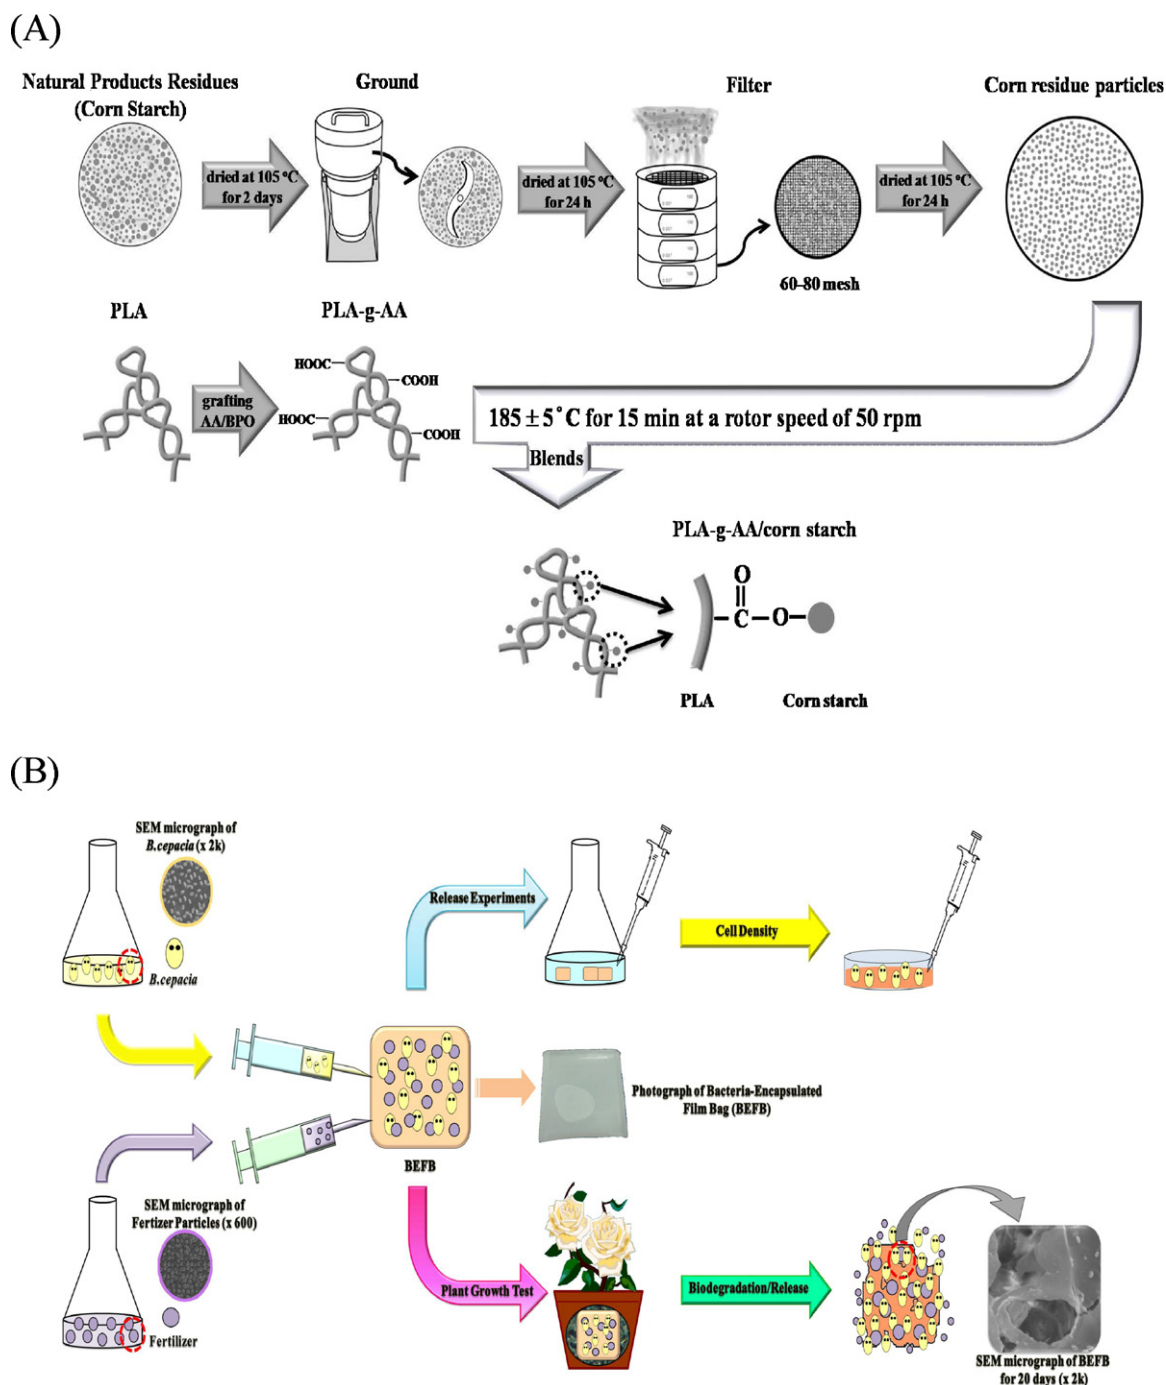 (A)
Natural Products Residues
(Corn Starch)
Ground
Filter
Corn residue particles
dried at 105 °C
for 2 days
dried at 105 °C
for 24 h
dried at 105 °C
for 24 h
60-80 mesh
PLA
PLA-g-AA
HOOC
COOH
HOOC
COOH
grafting
AA/BPO
185 ± 5°C for 15 min at a rotor speed of 50 rpm
Blends
PLA-g-AA/corn starch
O
C
O
PLA
Corn starch
(B)
SEM micrograph of
B.cepacia (x 2k)
B.cepacia
Release Experiments
Cell Density
Photograph of Bacteria-Encapsulated
Film Bag (BEFB)
BEFB
SEM micrograph of
Fertizer Particles (x 600)
Fertilizer
Plant Growth Test
Biodegradation/Release
SEM micrograph of BEFB
for 20 days (x 2k)